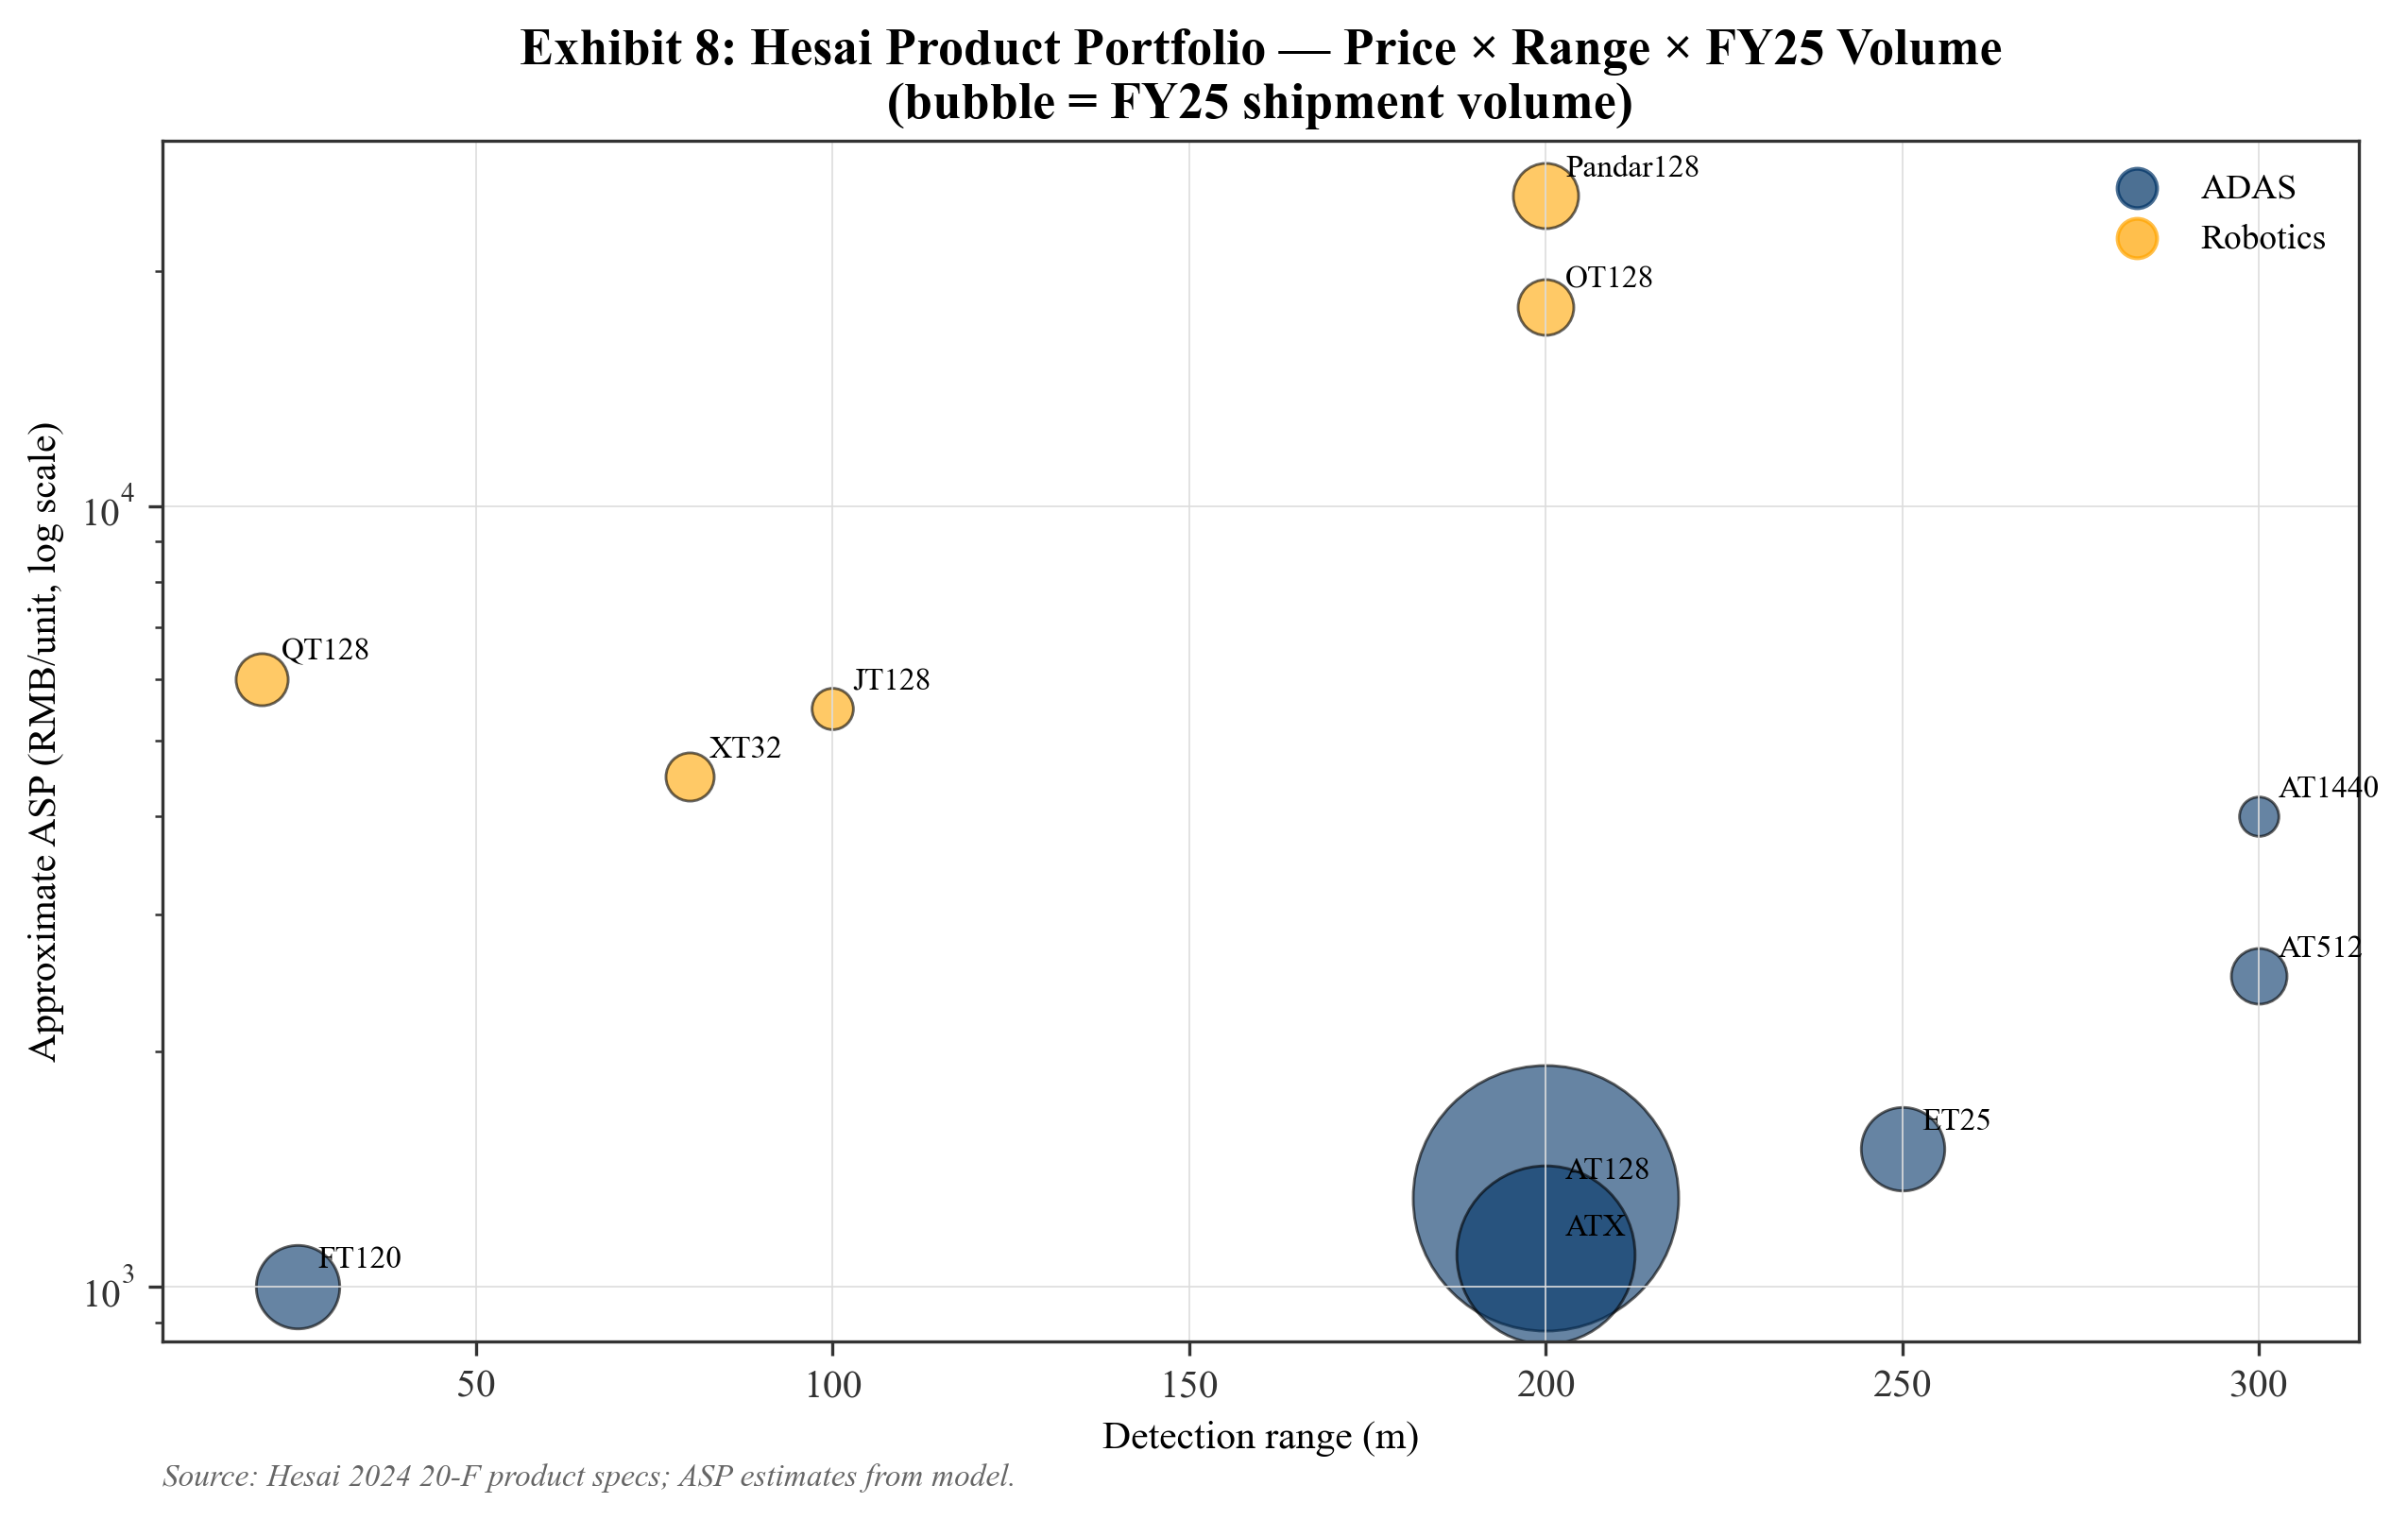 Exhibit 8: Hesai Product Portfolio — Price × Range × FY25 Volume
(bubble = FY25 shipment volume)
Pandar128
ADAS
Robotics
OT128
Approximate ASP (RMB/unit, log scale)
10^4
QT128
JT128
XT32
AT1440
AT512
ET25
AT128
ATX
FT120
10^3
50 100 150 200 250 300
Detection range (m)
Source: Hesai 2024 20-F product specs; ASP estimates from model.